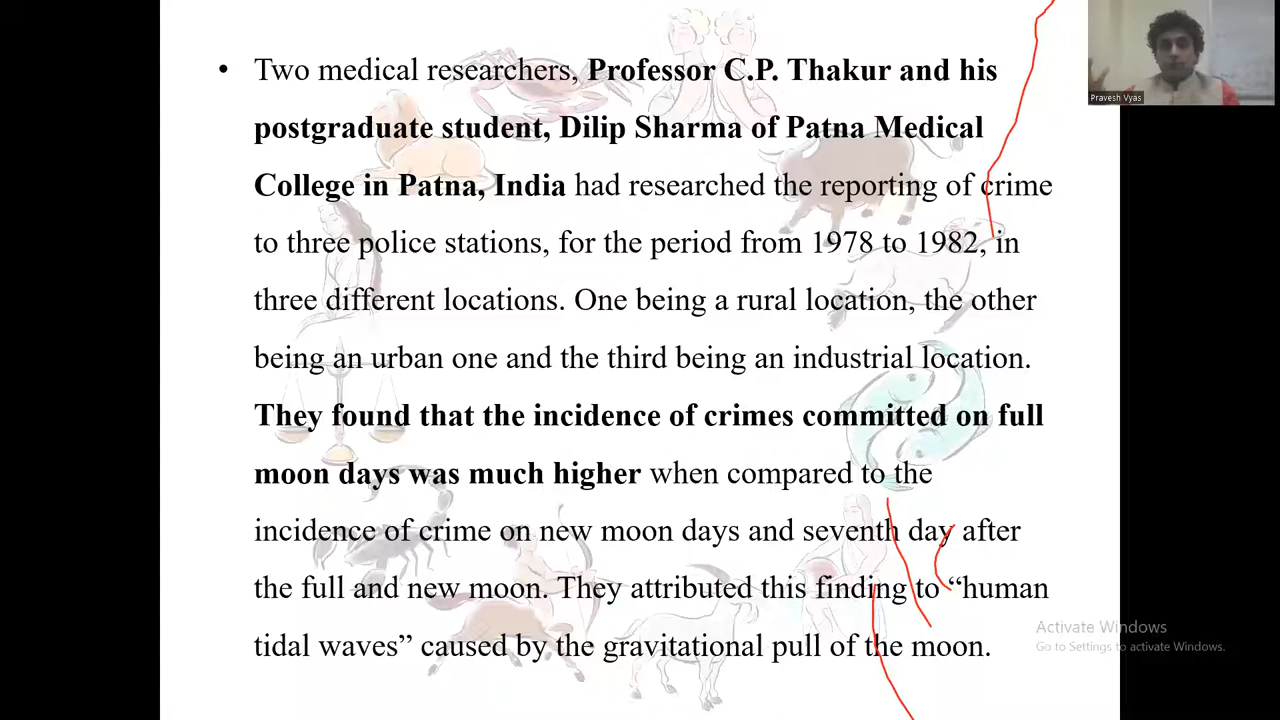 • Two medical researchers, Professor C.P. Thakur and his
postgraduate student, Dilip Sharma of Patna Medical
College in Patna, India had researched the reporting of crime
to three police stations, for the period from 1978 to 1982, in
three different locations. One being a rural location, the other
being an urban one and the third being an industrial location.
They found that the incidence of crimes committed on full
moon days was much higher when compared to the
incidence of crime on new moon days and seventh day after
the full and new moon. They attributed this finding to “human
tidal waves” caused by the gravitational pull of the moon.
Pravesh Vyas
Activate Windows
Go to Settings to activate Windows.